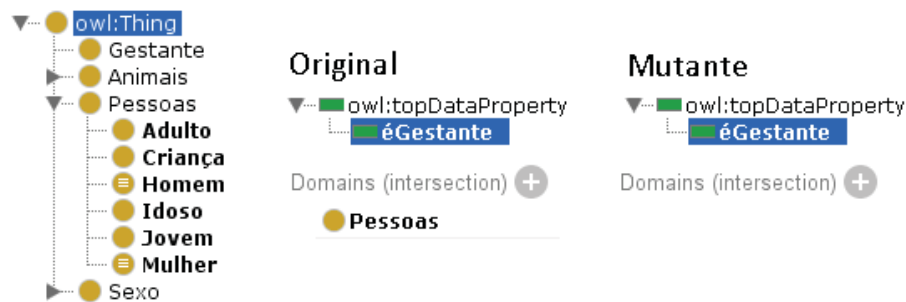 owl:Thing
Gestante
Animais
Pessoas
Adulto
Criança
Homem
Idoso
Jovem
Mulher
Sexo
Original
owl:topDataProperty
éGestante
Domains (intersection)
Pessoas
Mutante
owl:topDataProperty
éGestante
Domains (intersection)